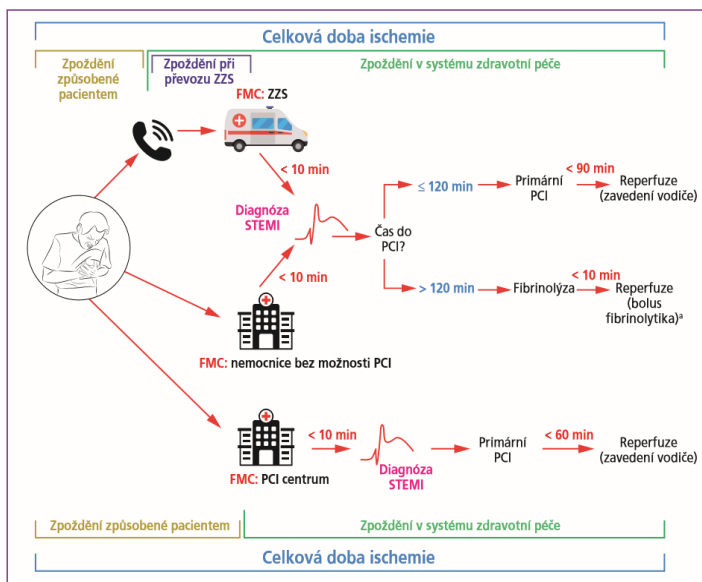 Celková doba ischemie
Zpoždění
způsobené
pacientem
Zpoždění při
převozu ZZS
Zpoždění v systému zdravotní péče
FMC: ZZS
< 10 min
Diagnóza
STEMI
< 10 min
Čas do
PCI?
≤ 120 min
Primární
PCI
< 90 min
Reperfuze
(zavedení vodiče)
> 120 min
Fibrinolýza
< 10 min
Reperfuze
(bolus
fibrinolytika)ᵃ
FMC: nemocnice bez možnosti PCI
< 10 min
Diagnóza
STEMI
Primární
PCI
< 60 min
Reperfuze
(zavedení vodiče)
FMC: PCI centrum
Zpoždění způsobené pacientem
Zpoždění v systému zdravotní péče
Celková doba ischemie